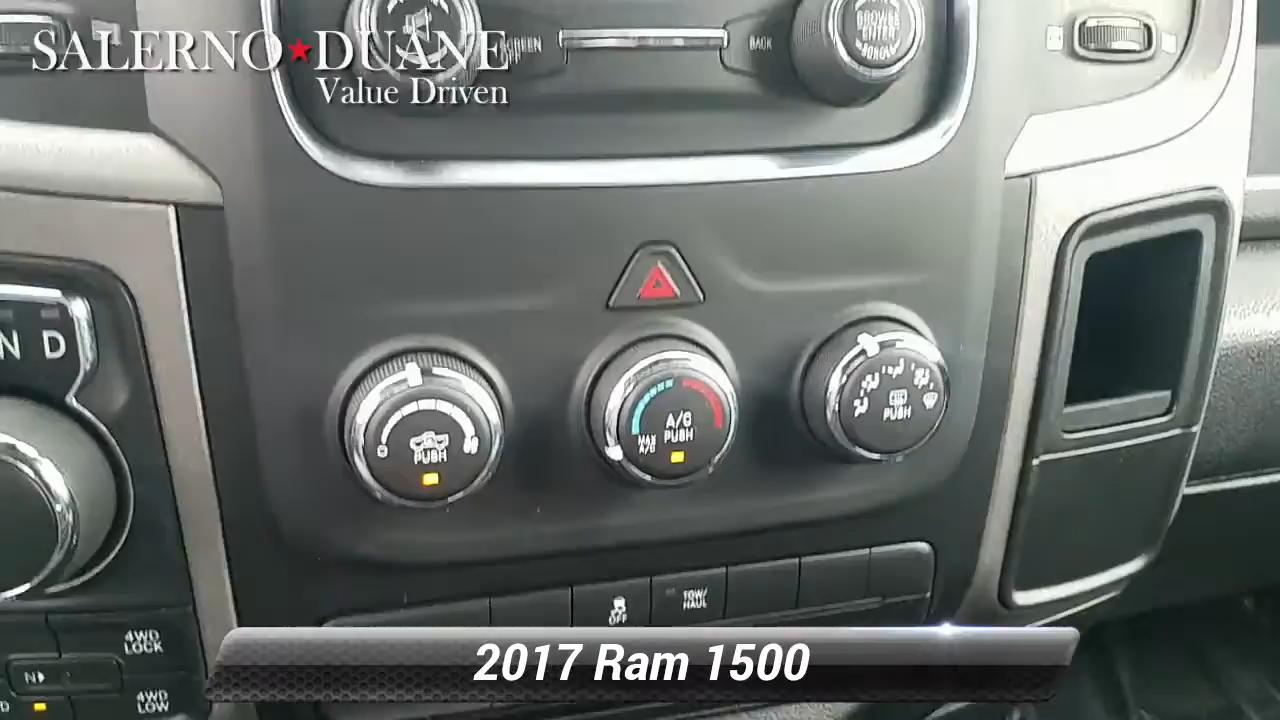 SALERNO★DUANE
Value Driven
SCREEN
BACK
BROWSE
ENTER
N D
PUSH
A/C
PUSH
MAX
A/C
PUSH
OFF
TOW/
HAUL
4WD
LOCK
N
4WD
LOW
2017 Ram 1500